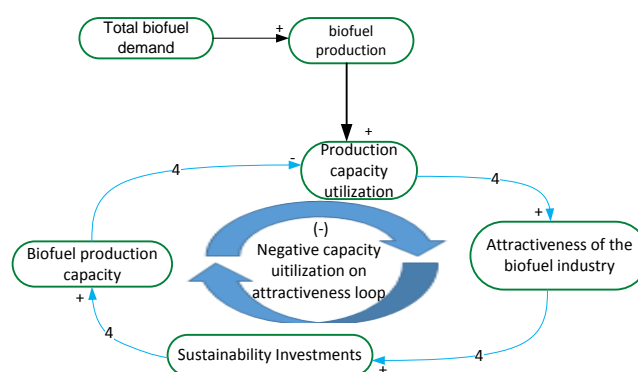 Total biofuel
demand
+
biofuel
production
+
-
Production
capacity
utilization
4
4
+
(-)
Negative capacity
uitilization on
attractiveness loop
Biofuel production
capacity
Attractiveness of the
biofuel industry
+
4
4
Sustainability Investments
+